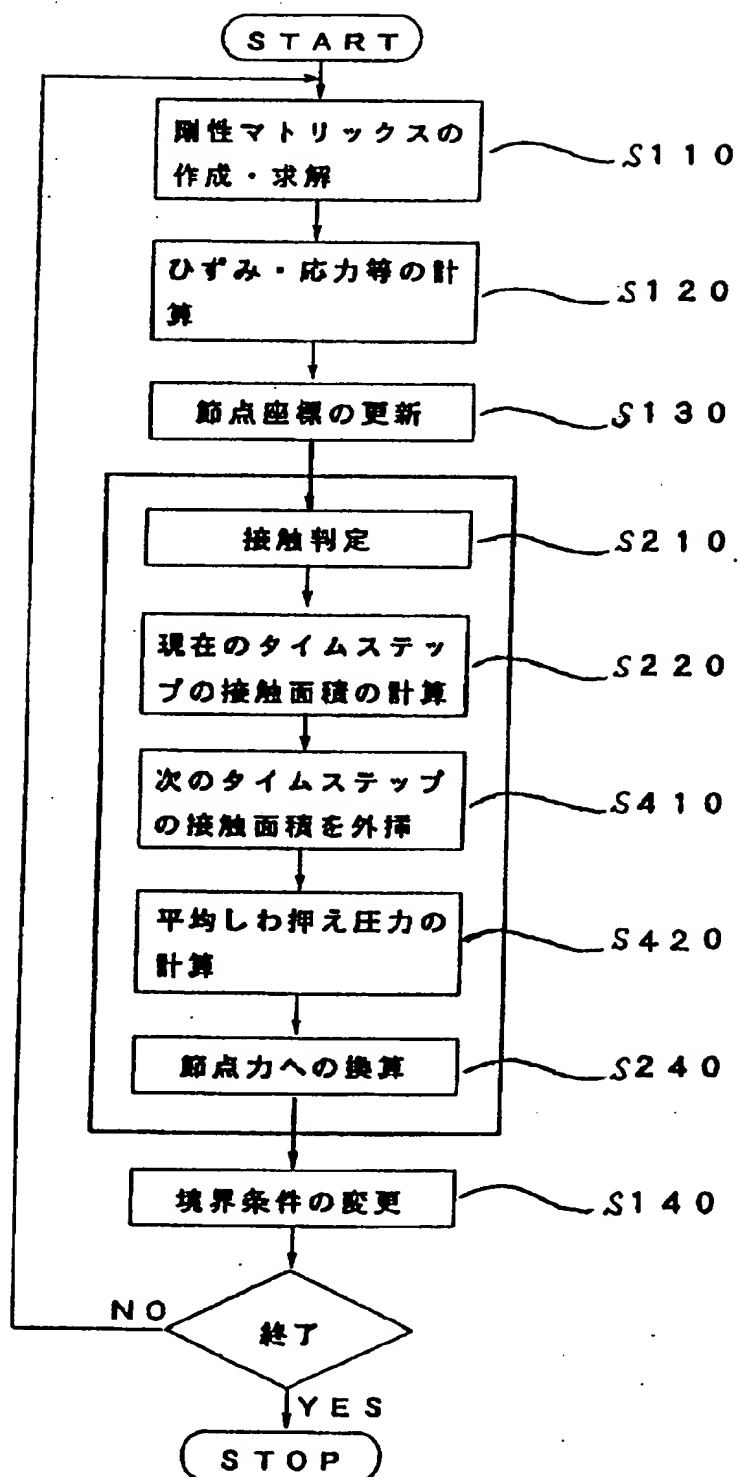 START
剛性マトリックスの
作成・求解
S110
ひずみ・応力等の計
算
S120
節点座標の更新
S130
接触判定
S210
現在のタイムステッ
プの接触面積の計算
S220
次のタイムステップ
の接触面積を外挿
S410
平均しわ押え圧力の
計算
S420
節点力への換算
S240
境界条件の変更
S140
終了
NO
YES
STOP